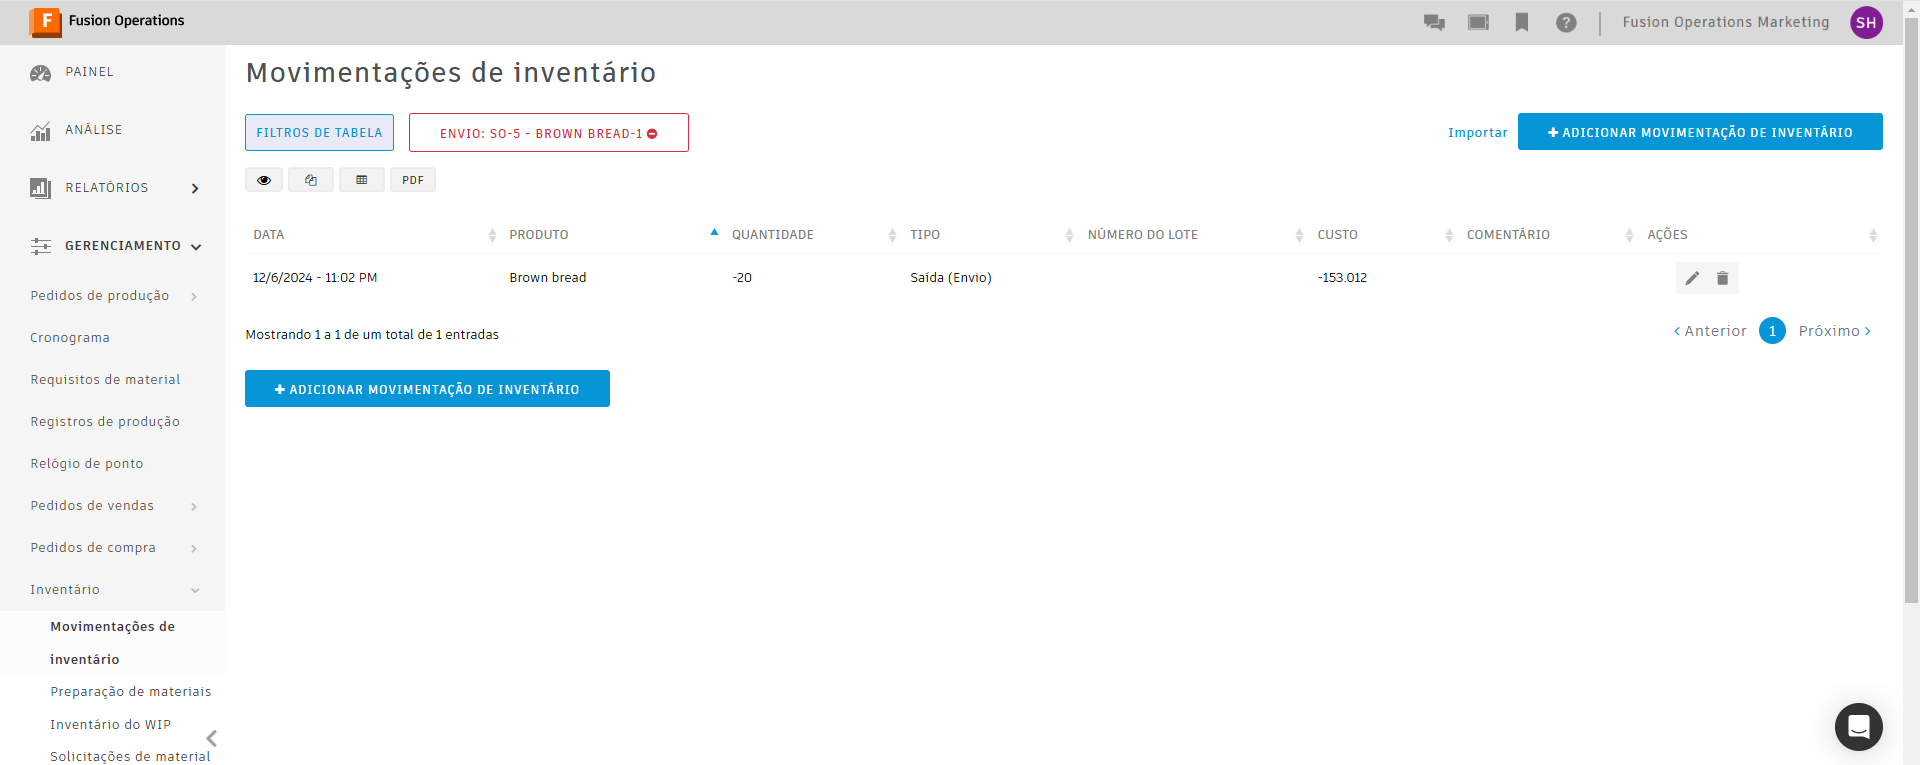 F Fusion Operations
Fusion Operations Marketing
SH
PAINEL
ANÁLISE
RELATÓRIOS
GERENCIAMENTO
Pedidos de produção
Cronograma
Requisitos de material
Registros de produção
Relógio de ponto
Pedidos de vendas
Pedidos de compra
Inventário
Movimentações de
inventário
Preparação de materiais
Inventário do WIP
Solicitações de material
Movimentações de inventário
FILTROS DE TABELA
ENVIO: SO-5 - BROWN BREAD-1
Importar
ADICIONAR MOVIMENTAÇÃO DE INVENTÁRIO
PDF
DATA PRODUTO QUANTIDADE TIPO NÚMERO DO LOTE CUSTO COMENTÁRIO AÇÕES
12/6/2024 - 11:02 PM Brown bread -20 Saída (Envio) -153.012
Mostrando 1 a 1 de um total de 1 entradas
Anterior 1 Próximo
ADICIONAR MOVIMENTAÇÃO DE INVENTÁRIO